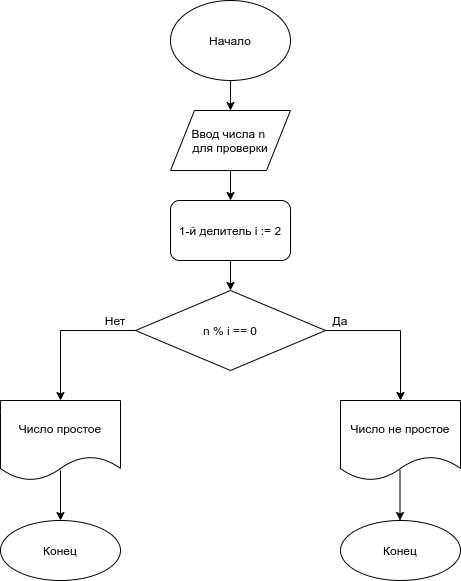 Начало
Ввод числа n
для проверки
1-й делитель i := 2
Нет
Да
n % i == 0
Число простое
Число не простое
Конец
Конец